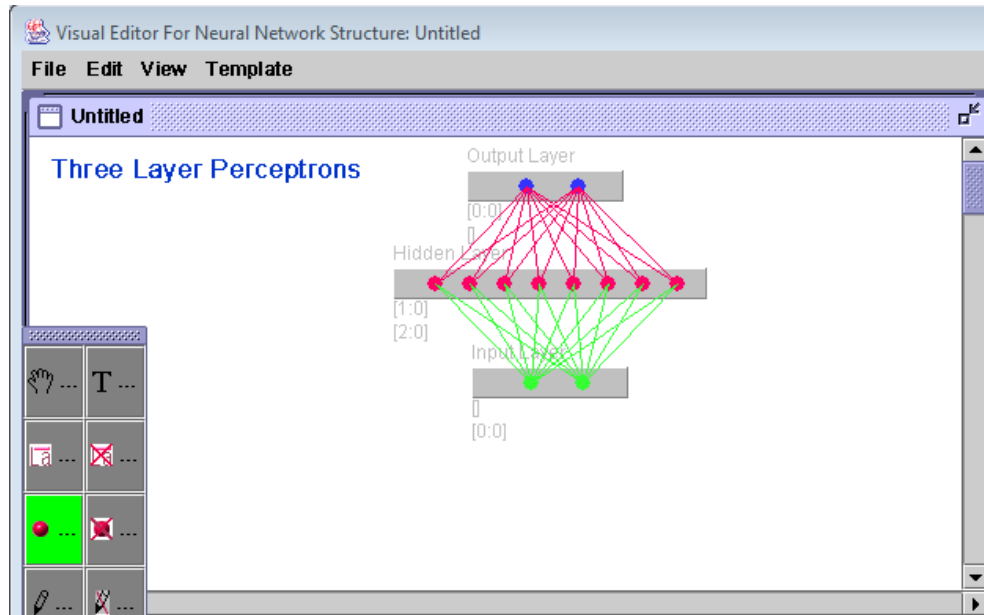 Visual Editor For Neural Network Structure: Untitled
File Edit View Template
Untitled
Three Layer Perceptrons
Output Layer
[0:0]
[]
Hidden Layer
[1:0]
[2:0]
Input Layer
[]
[0:0]
...
T ...
La ...
...
...
...
...
...